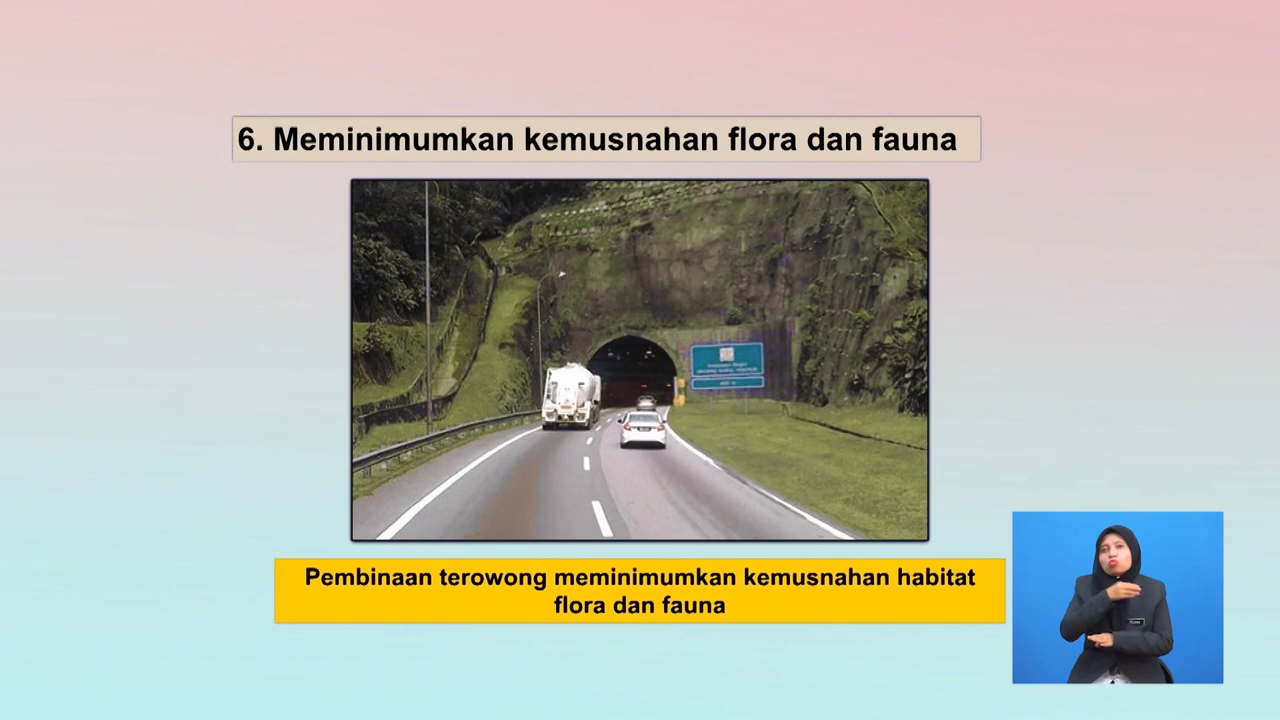 6. Meminimumkan kemusnahan flora dan fauna
Pembinaan terowong meminimumkan kemusnahan habitat
flora dan fauna